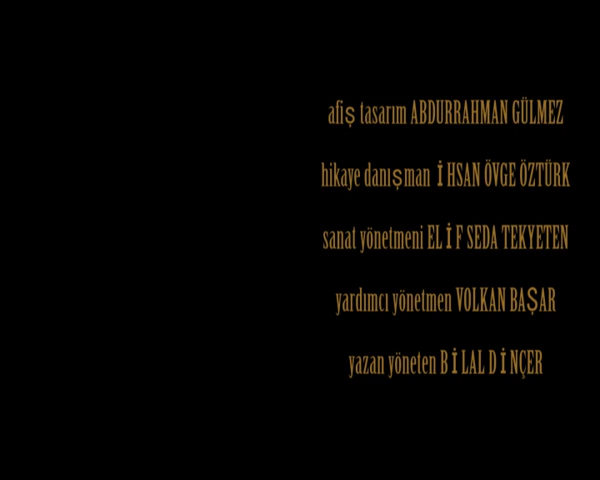 afiş tasarım ABDURRAHMAN GÜLMEZ
hikaye danışman İHSAN ÖVGE ÖZTÜRK
sanat yönetmeni ELİF SEDA TEKYETEN
yardımcı yönetmen VOLKAN BAŞAR
yazan yöneten BİLAL DİNÇER